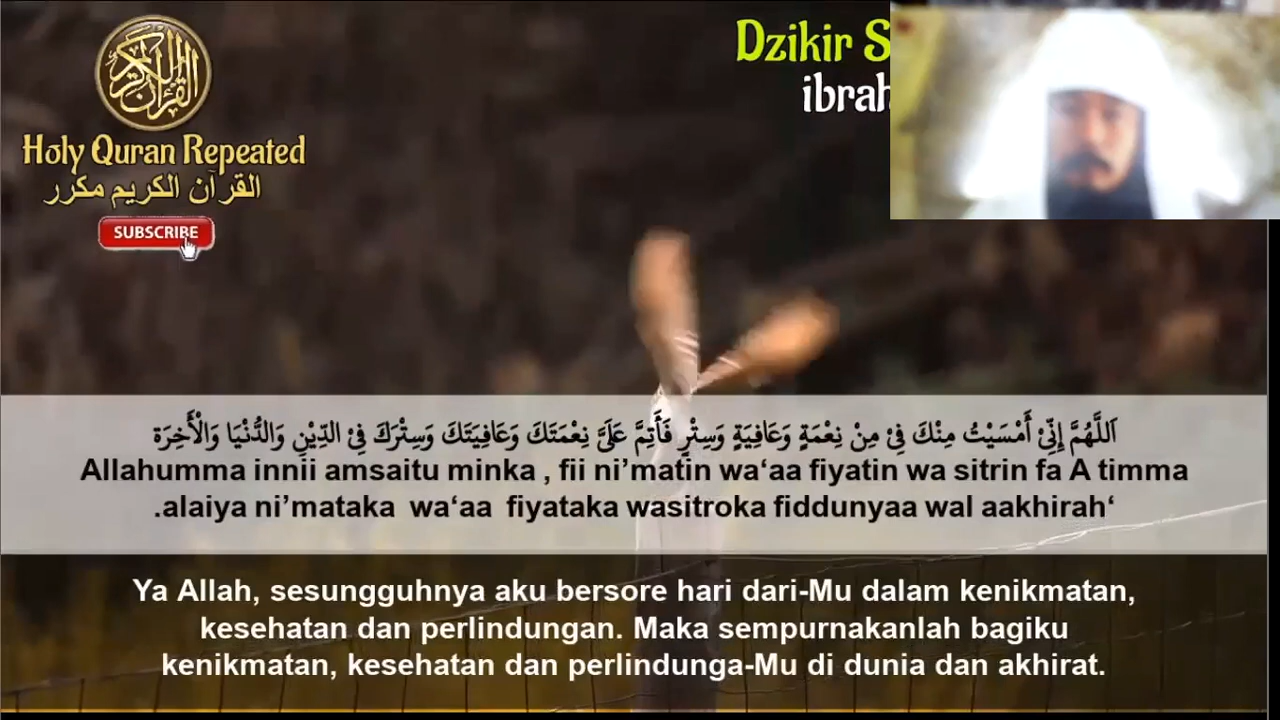 Dzikir S
ibrah
Holy Quran Repeated
القرآن الكريم مكرر
SUBSCRIBE
اَللَّهُمَّ إِنِّيْ أَمْسَيْتُ مِنْكَ فِيْ مِنْ نِعْمَةٍ وَعَافِيَةٍ وَسِتْرٍ فَأَتِمَّ عَلَيَّ نِعْمَتَكَ وَعَافِيَتَكَ وَسِتْرَكَ فِيْ الدِّيْنِ وَالدُّنْيَا وَالْأَخِرَة
Allahumma innii amsaitu minka , fii ni’matin wa‘aa fiyatin wa sitrin fa A timma
.alaiya ni’mataka wa‘aa fiyataka wasitroka fiddunyaa wal aakhirah‘
Ya Allah, sesungguhnya aku bersore hari dari-Mu dalam kenikmatan,
kesehatan dan perlindungan. Maka sempurnakanlah bagiku
kenikmatan, kesehatan dan perlindunga-Mu di dunia dan akhirat.